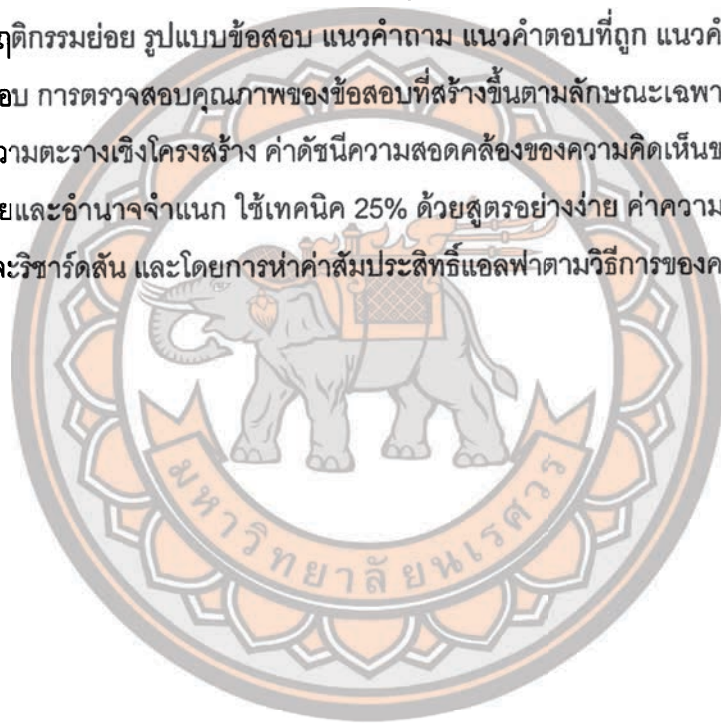 ฤติกรรมย่อย รูปแบบข้อสอบ แนวคำถาม แนวคำตอบที่ถูก แนวค
อบ การตรวจสอบคุณภาพของข้อสอบที่สร้างขึ้นตามลักษณะเฉพา
วามตะรางเชิงโครงสร้าง ค่าดัชนีความสอดคล้องของความคิดเห็นข
ยและอำนาจจำแนก ใช้เทคนิค 25% ด้วยสูตรอย่างง่าย ค่าความ
ละริชาร์ดสัน และโดยการห่าค่าสัมประสิทธิ์แอลฟาตามวิธีการของค
มหาวิทยาลัยนเรศวร